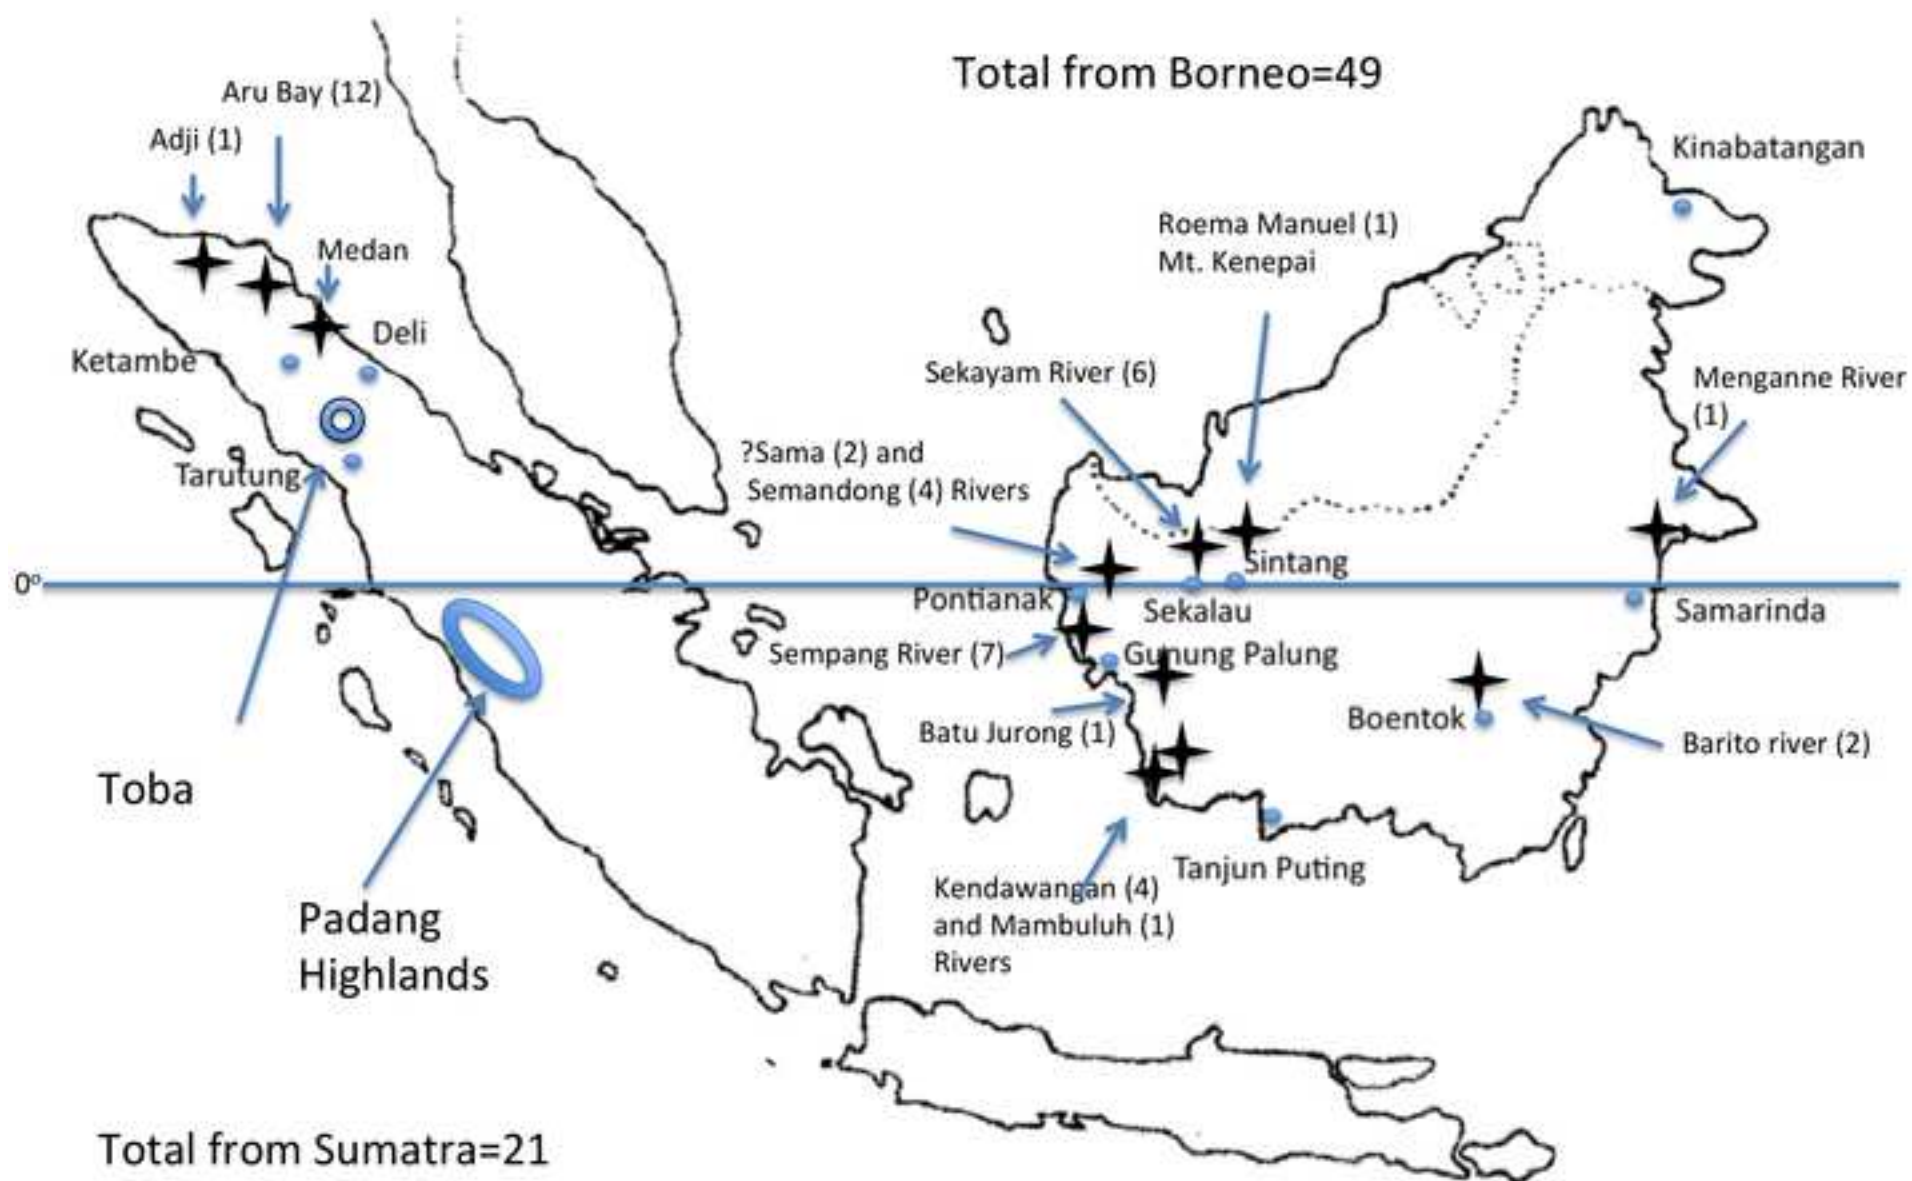 Total from Borneo=49
Aru Bay (12)
Adji (1)
Kinabatangan
Roema Manuel (1)
Mt. Kenepai
Medan
Deli
Ketambe
Sekayam River (6)
Menganne River
(1)
?Sama (2) and
Semandong (4) Rivers
Tarutung
Sintang
0º
Pontianak
Sekalau
Samarinda
Sempang River (7)
Gunung Palung
Batu Jurong (1)
Boentok
Barito river (2)
Toba
Tanjun Puting
Kendawangan (4)
and Mambuluh (1)
Rivers
Padang
Highlands
Total from Sumatra=21